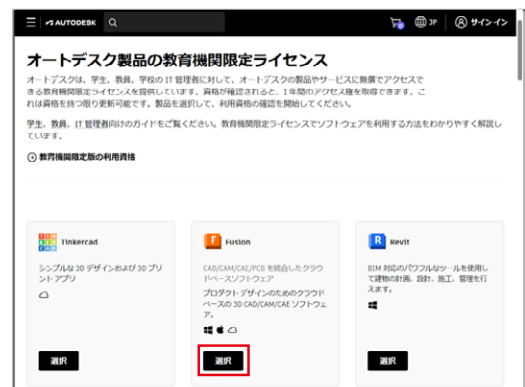 AUTODESK
JP
サインイン
オートデスク製品の教育機関限定ライセンス
オートデスクは、学生、教員、学校の IT 管理者に対して、オートデスクの製品やサービスに無償でアクセスで
きる教育機関限定ライセンスを提供しています。資格が確認されると、1 年間のアクセス権を取得できます。こ
れは資格を持つ限り更新可能です。製品を選択して、利用資格の確認を開始してください。
学生、教員、IT 管理者向けのガイドをご覧ください。教育機関限定ライセンスでソフトウェアを利用する方法をわかりやすく解説し
ています。
教育機関限定版の利用資格
Tinkercad
シンプルな 3D デザインおよび 3D プリ
ント アプリ
選択
Fusion
CAD/CAM/CAE/PCB を統合したクラウ
ドベースソフトウェア
プロダクト デザインのためのクラウド
ベースの 3D CAD/CAM/CAE ソフトウェ
ア。
選択
Revit
BIM 対応のパワフルなツールを使用し
て建物の計画、設計、施工、管理を行
えます。
選択